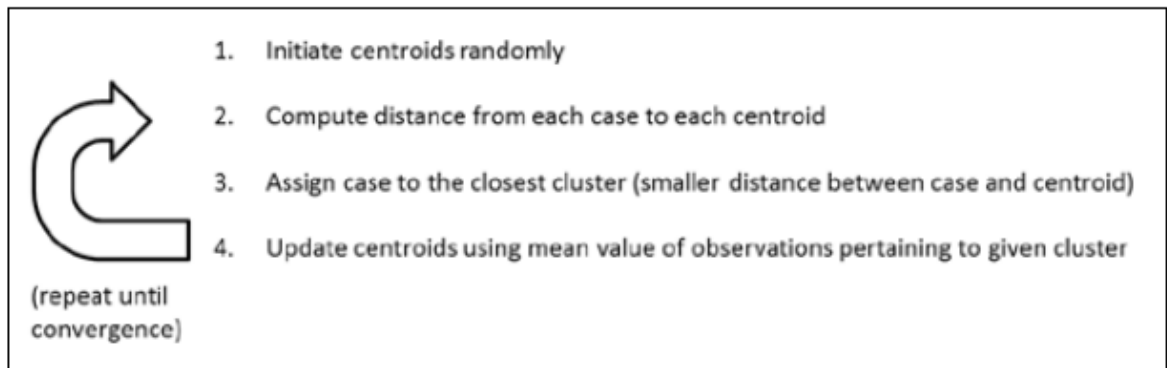 1. Initiate centroids randomly
2. Compute distance from each case to each centroid
3. Assign case to the closest cluster (smaller distance between case and centroid)
4. Update centroids using mean value of observations pertaining to given cluster
(repeat until
convergence)